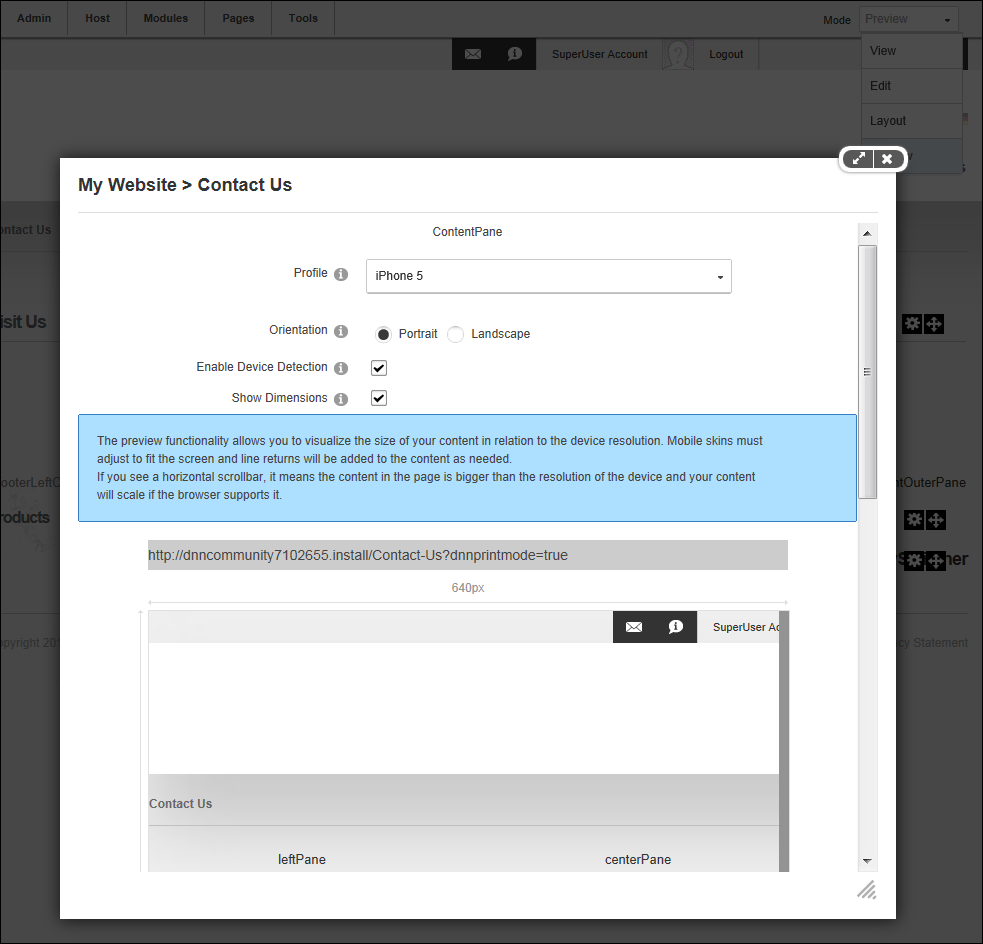 Admin Host Modules Pages Tools
Mode Preview
View
SuperUser Account Logout
Edit
Layout
My Website > Contact Us
ContentPane
ontact Us
Profile iPhone 5
isit Us
Orientation Portrait Landscape
Enable Device Detection
Show Dimensions
The preview functionality allows you to visualize the size of your content in relation to the device resolution. Mobile skins must
adjust to fit the screen and line returns will be added to the content as needed.
If you see a horizontal scrollbar, it means the content in the page is bigger than the resolution of the device and your content
will scale if the browser supports it.
ooterLeftO
ntOuterPane
roducts
http://dnncommunity7102655.install/Contact-Us?dnnprintmode=true
640px
SuperUser Ac
opyright 20
cy Statement
Contact Us
leftPane centerPane